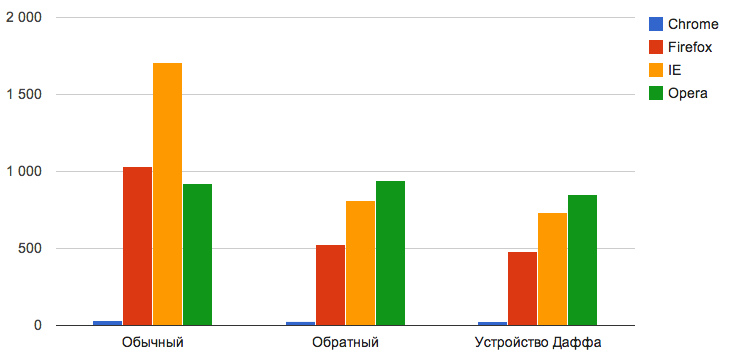 2 000
1 500
1 000
500
0
Обычный
Обратный
Устройство Даффа
Chrome
Firefox
IE
Opera